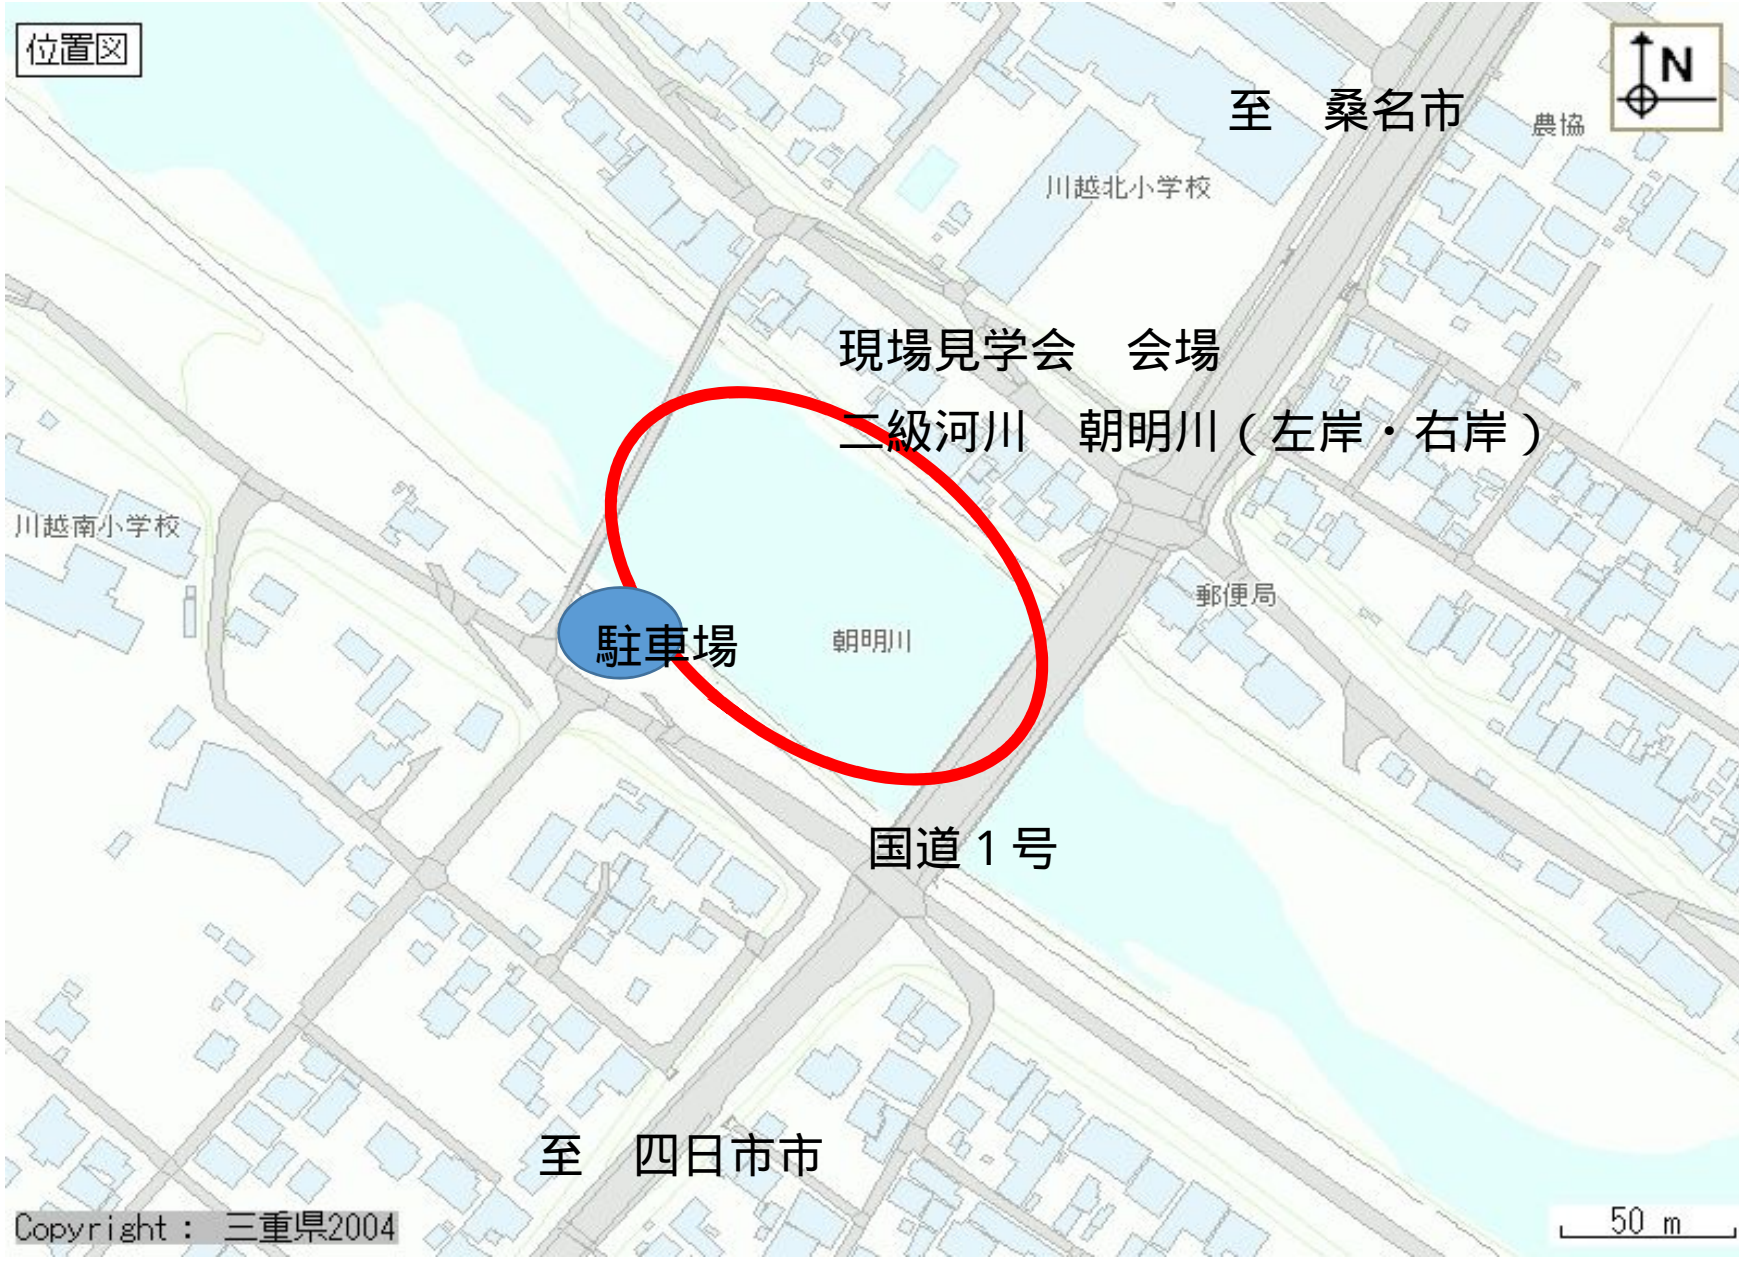 位置図
N
至　桑名市
農協
川越北小学校
現場見学会　会場
二級河川　朝明川（左岸・右岸）
川越南小学校
郵便局
駐車場
朝明川
国道１号
至　四日市市
Copyright： 三重県2004
50 m